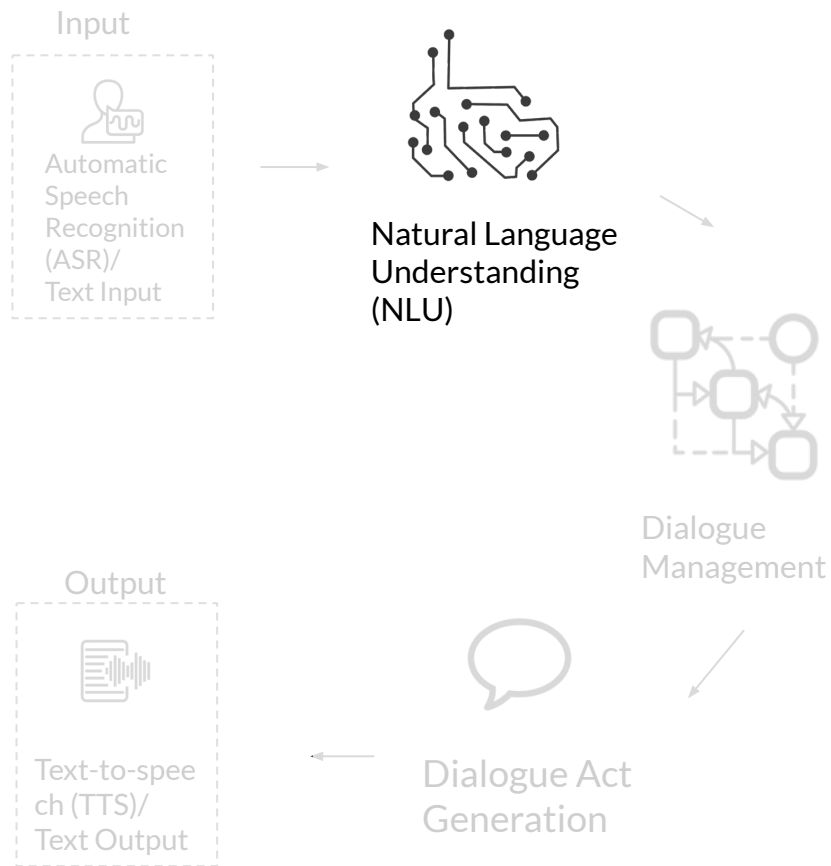 Input
Automatic
Speech
Recognition
(ASR)/
Text Input
Natural Language
Understanding
(NLU)
Dialogue
Management
Output
Text-to-spee
ch (TTS)/
Text Output
Dialogue Act
Generation